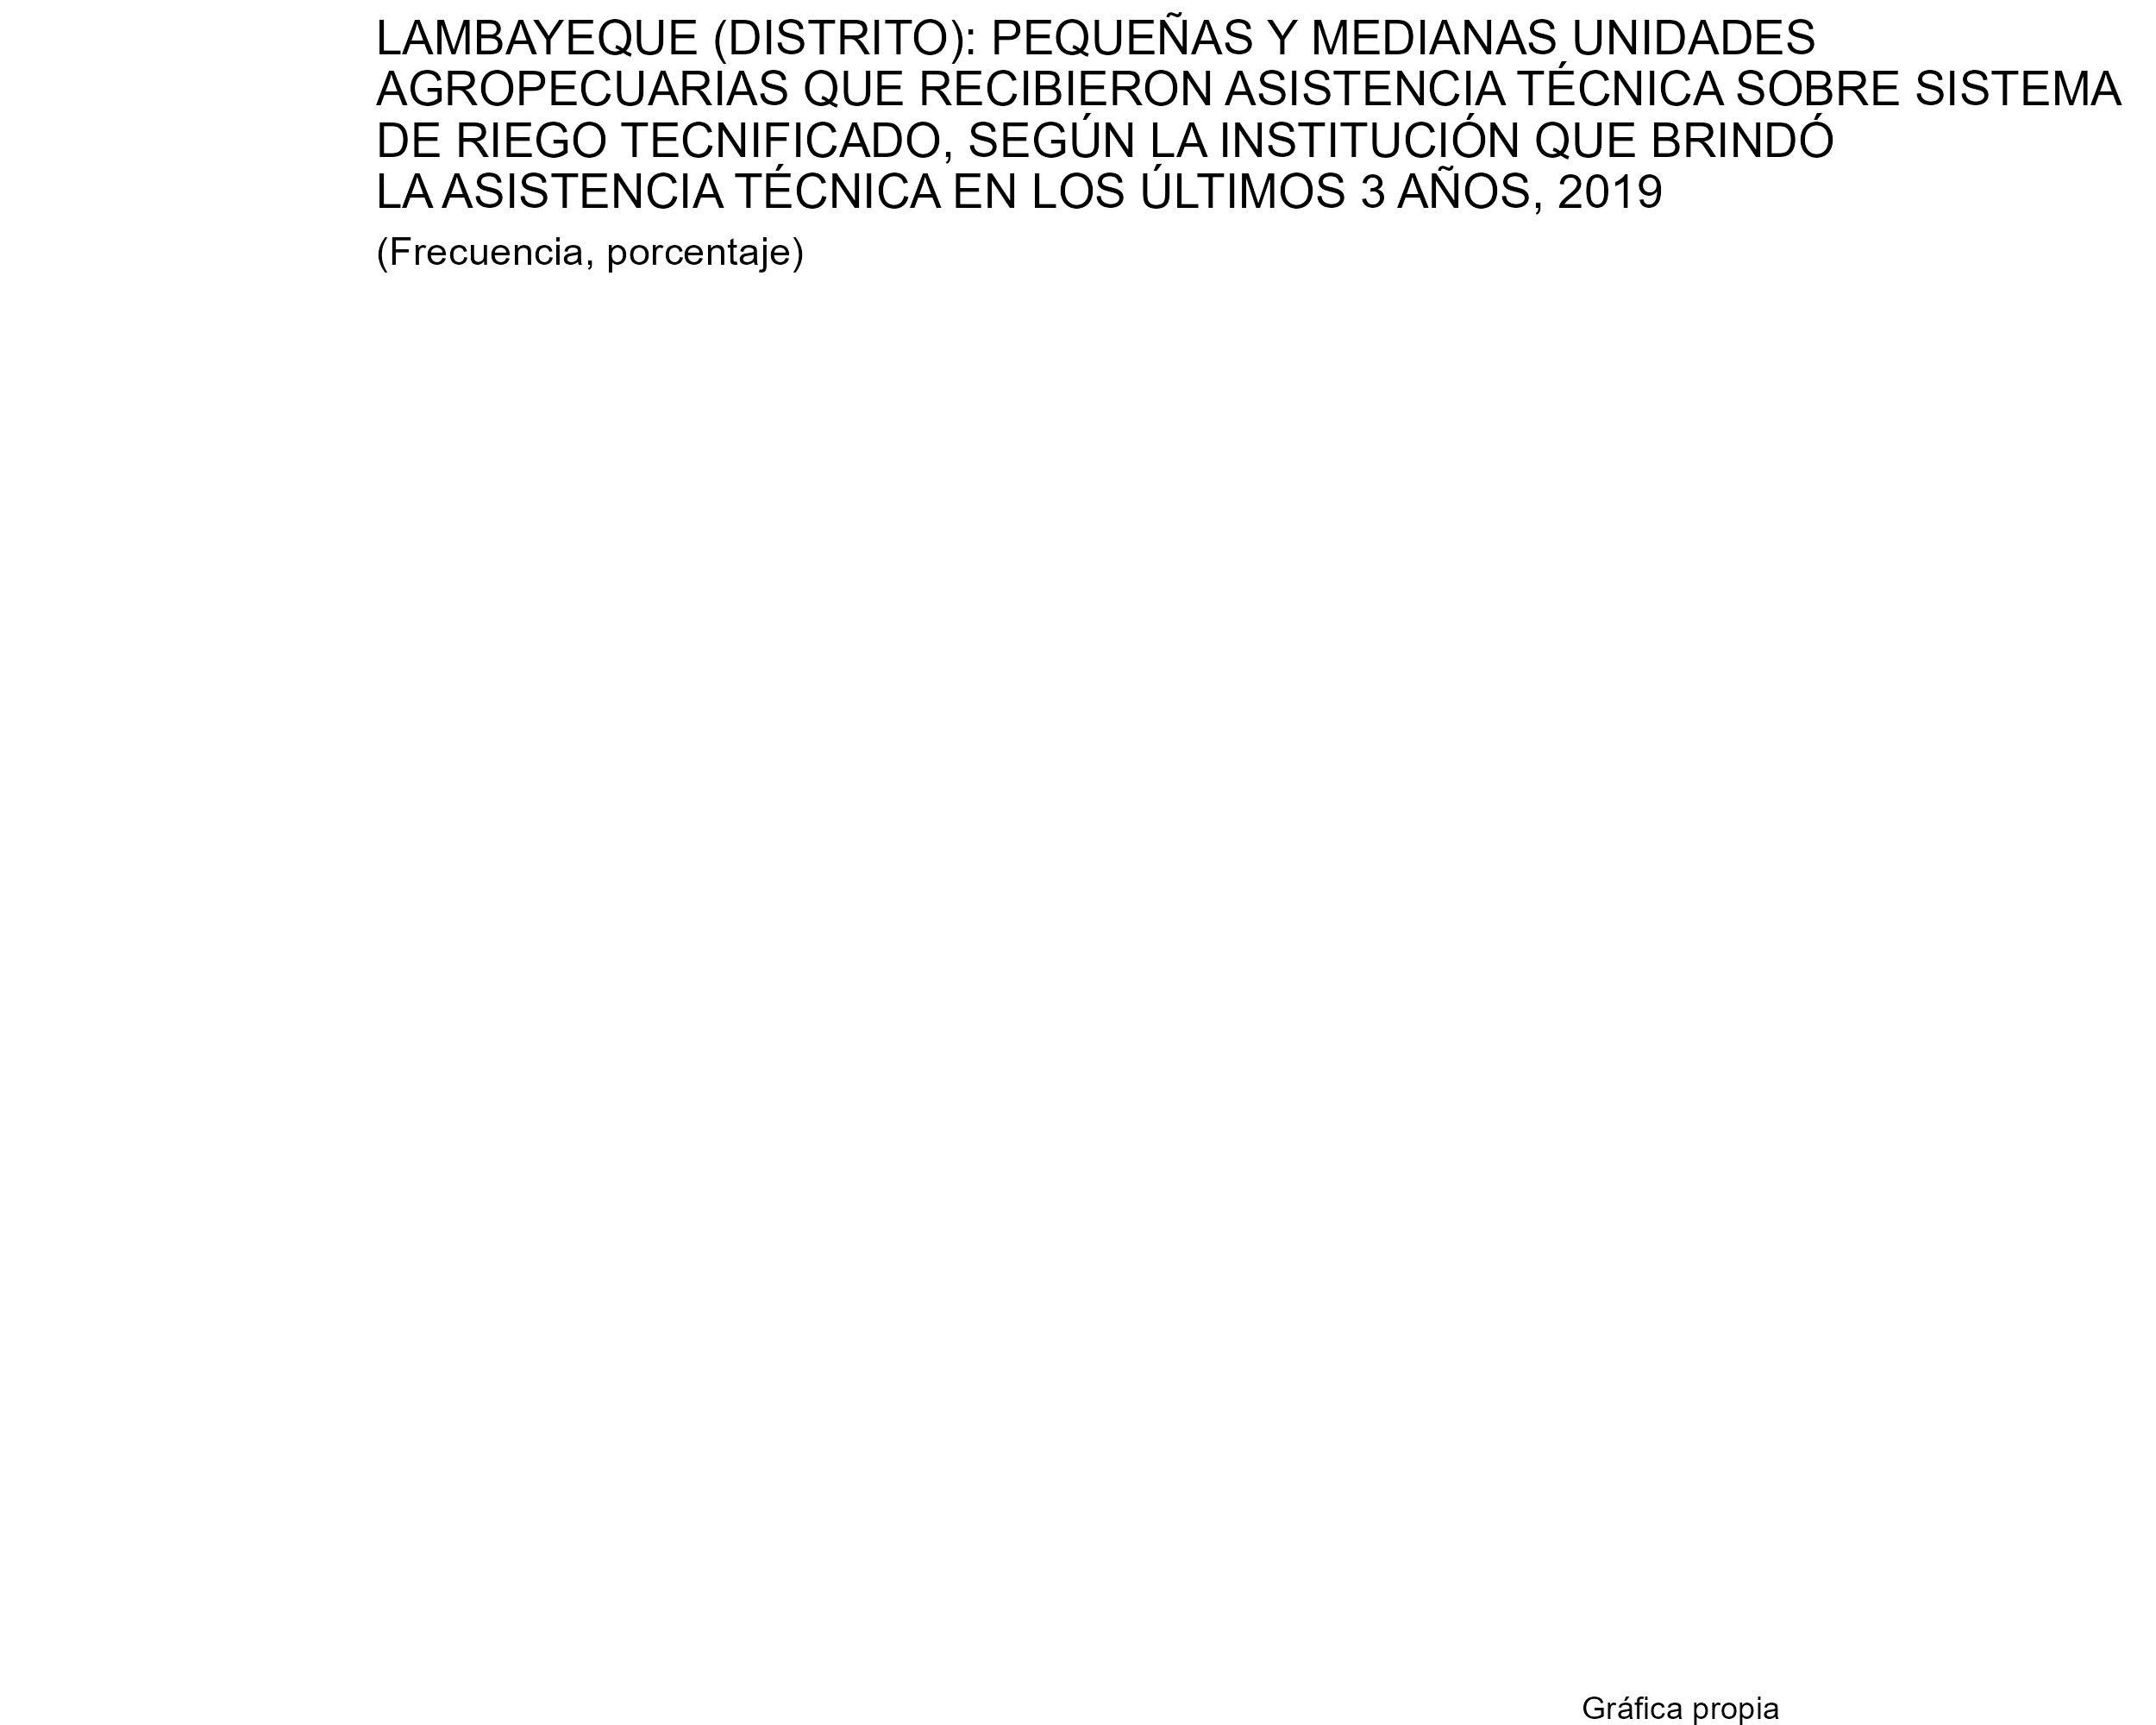 LAMBAYEQUE (DISTRITO): PEQUEÑAS Y MEDIANAS UNIDADES
AGROPECUARIAS QUE RECIBIERON ASISTENCIA TÉCNICA SOBRE SISTEMA
DE RIEGO TECNIFICADO, SEGÚN LA INSTITUCIÓN QUE BRINDÓ
LA ASISTENCIA TÉCNICA EN LOS ÚLTIMOS 3 AÑOS, 2019
(Frecuencia, porcentaje)
Gráfica propia